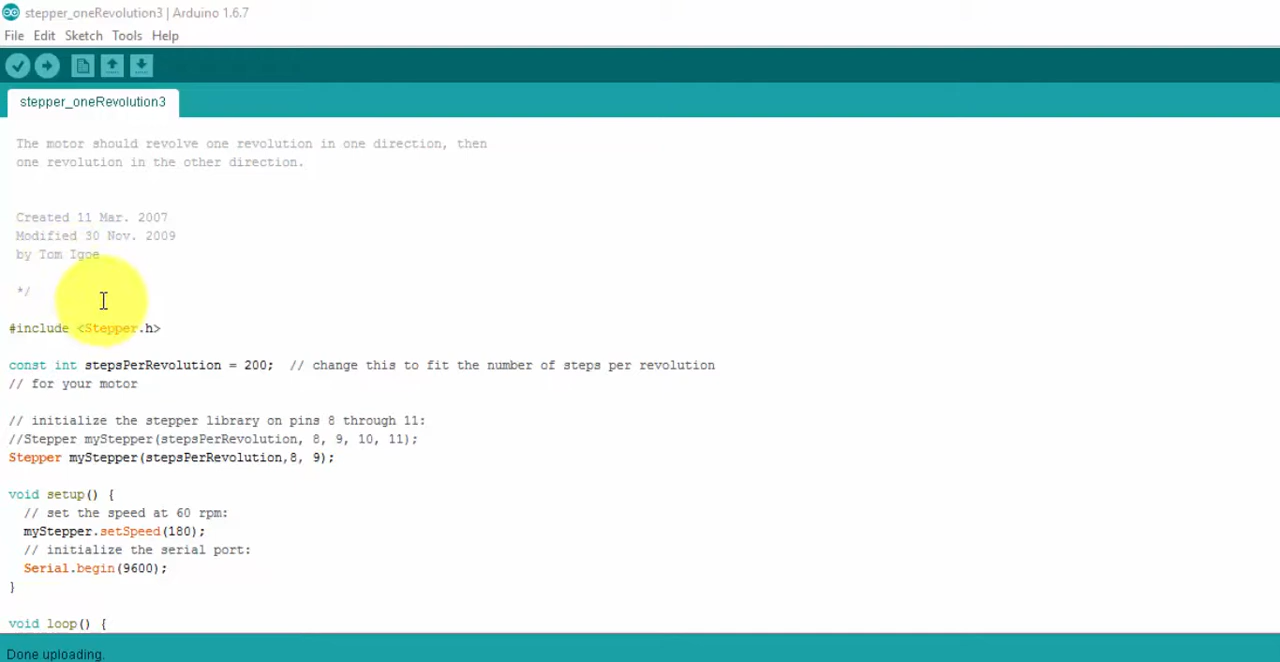 stepper_oneRevolution3 | Arduino 1.6.7
File Edit Sketch Tools Help
stepper_oneRevolution3
The motor should revolve one revolution in one direction, then
one revolution in the other direction.
Created 11 Mar. 2007
Modified 30 Nov. 2009
by Tom Igoe
*/
#include <Stepper.h>
const int stepsPerRevolution = 200;  // change this to fit the number of steps per revolution
// for your motor
// initialize the stepper library on pins 8 through 11:
//Stepper myStepper(stepsPerRevolution, 8, 9, 10, 11);
Stepper myStepper(stepsPerRevolution,8, 9);
void setup() {
// set the speed at 60 rpm:
myStepper.setSpeed(180);
// initialize the serial port:
Serial.begin(9600);
}
void loop() {
Done uploading.